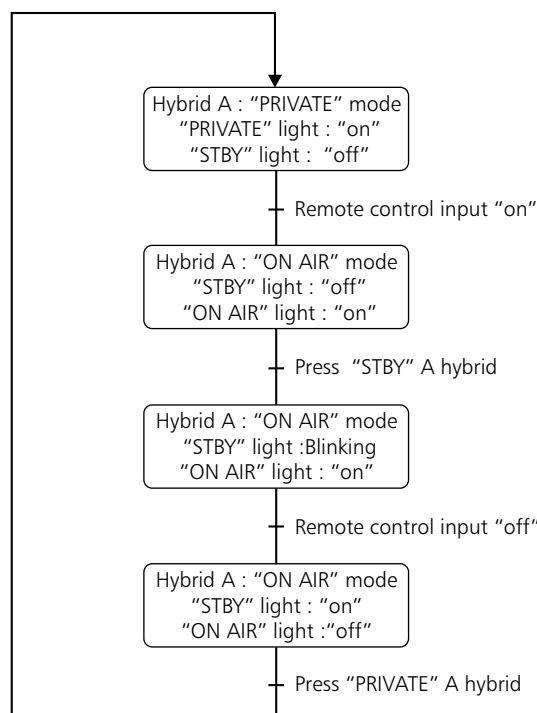 Hybrid A : “PRIVATE” mode
“PRIVATE” light : “on”
“STBY” light : “off”
Remote control input “on”
Hybrid A : “ON AIR” mode
“STBY” light : “off”
“ON AIR” light : “on”
Press “STBY” A hybrid
Hybrid A : “ON AIR” mode
“STBY” light :Blinking
“ON AIR” light : “on”
Remote control input “off”
Hybrid A : “ON AIR” mode
“STBY” light : “on”
“ON AIR” light :“off”
Press “PRIVATE” A hybrid